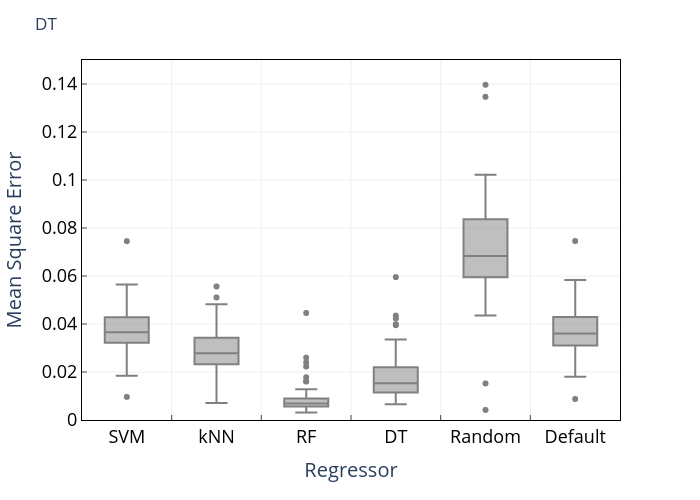 DT
Mean Square Error
0.14
0.12
0.1
0.08
0.06
0.04
0.02
0
SVM kNN RF DT Random Default
Regressor